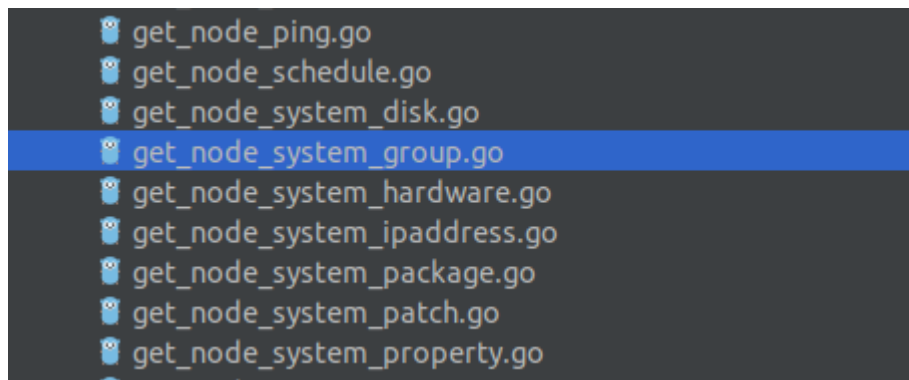 get_node_ping.go
get_node_schedule.go
get_node_system_disk.go
get_node_system_group.go
get_node_system_hardware.go
get_node_system_ipaddress.go
get_node_system_package.go
get_node_system_patch.go
get_node_system_property.go